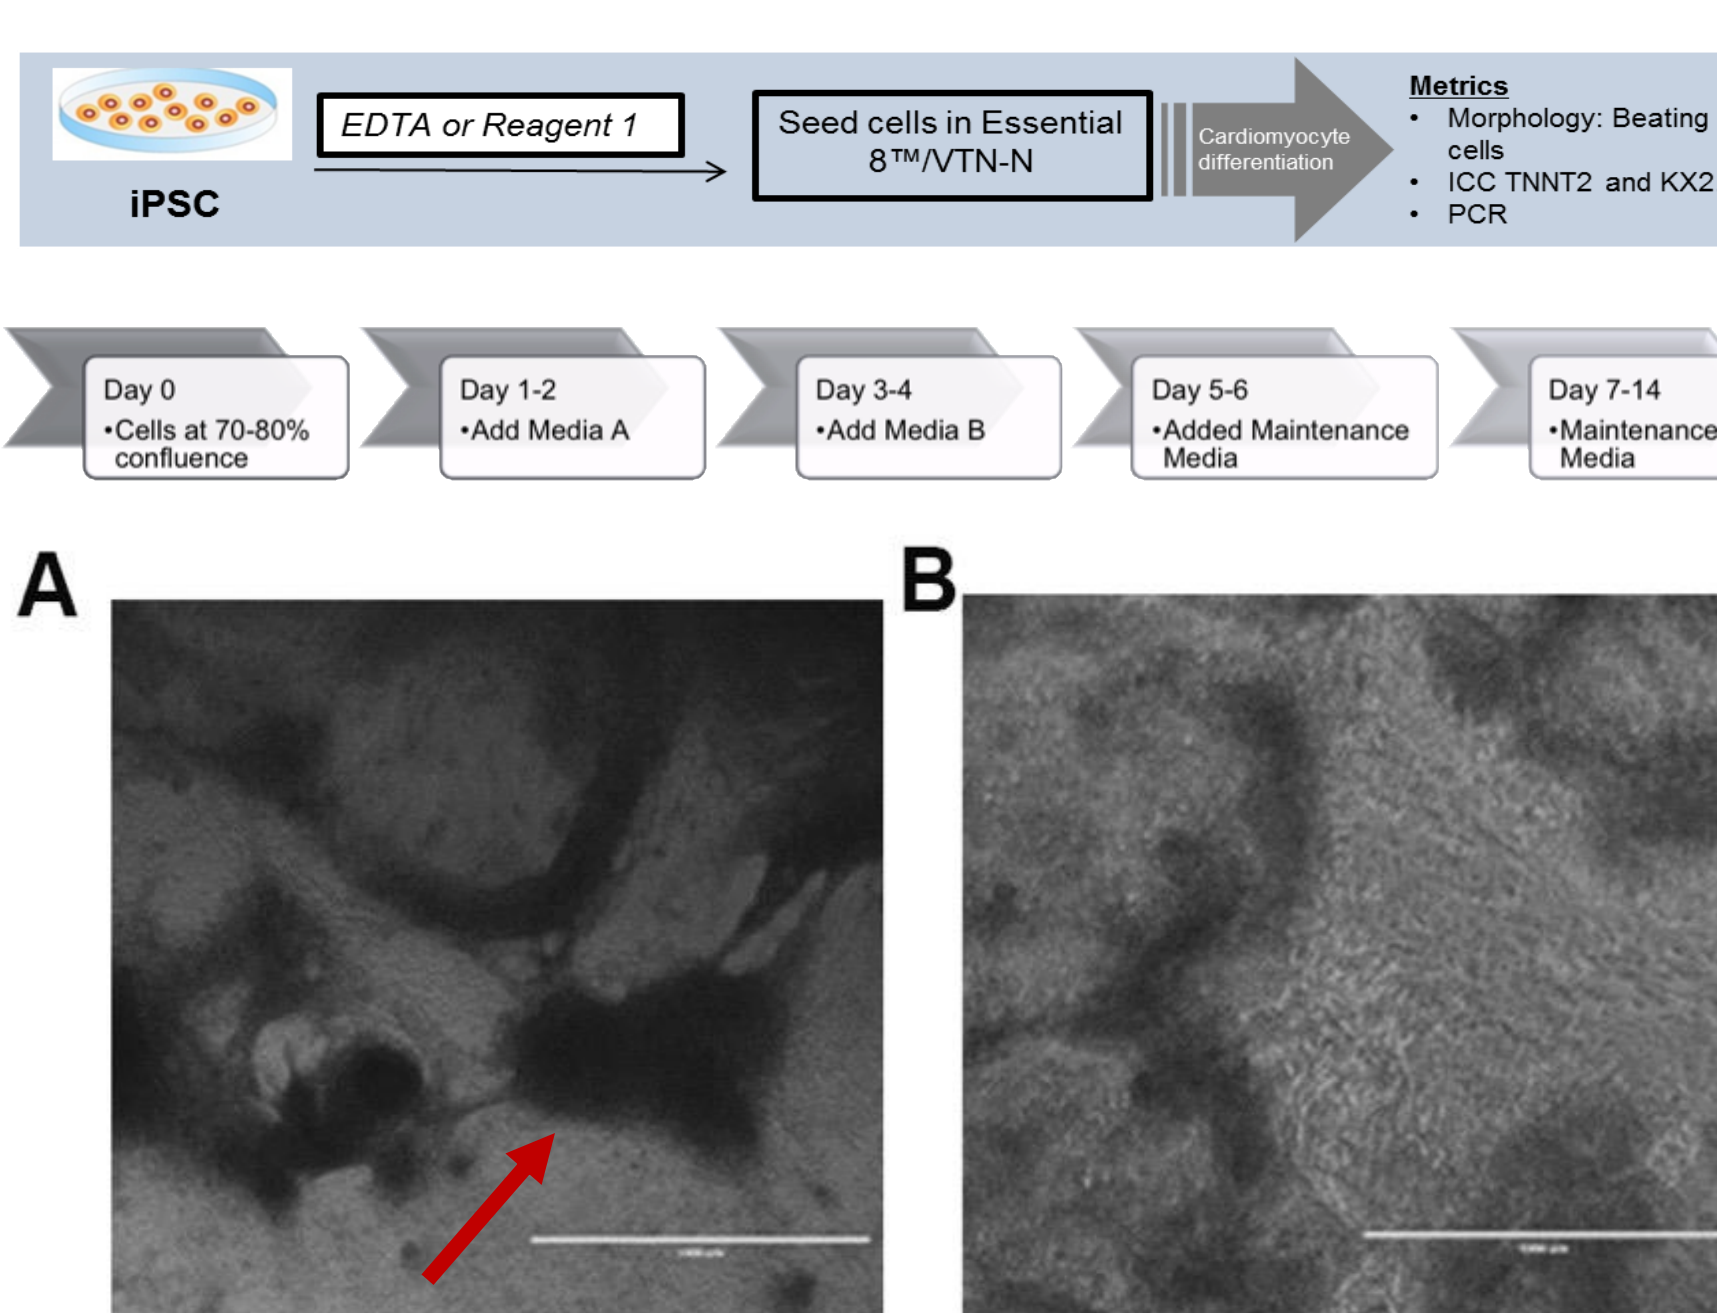 EDTA or Reagent 1
iPSC
Seed cells in Essential
8™/VTN-N
Cardiomyocyte
differentiation
Metrics
• Morphology: Beating
cells
• ICC TNNT2 and KX2
• PCR
Day 0
•Cells at 70-80%
confluence
Day 1-2
•Add Media A
Day 3-4
•Add Media B
Day 5-6
•Added Maintenance
Media
Day 7-14
•Maintenance
Media
A
B